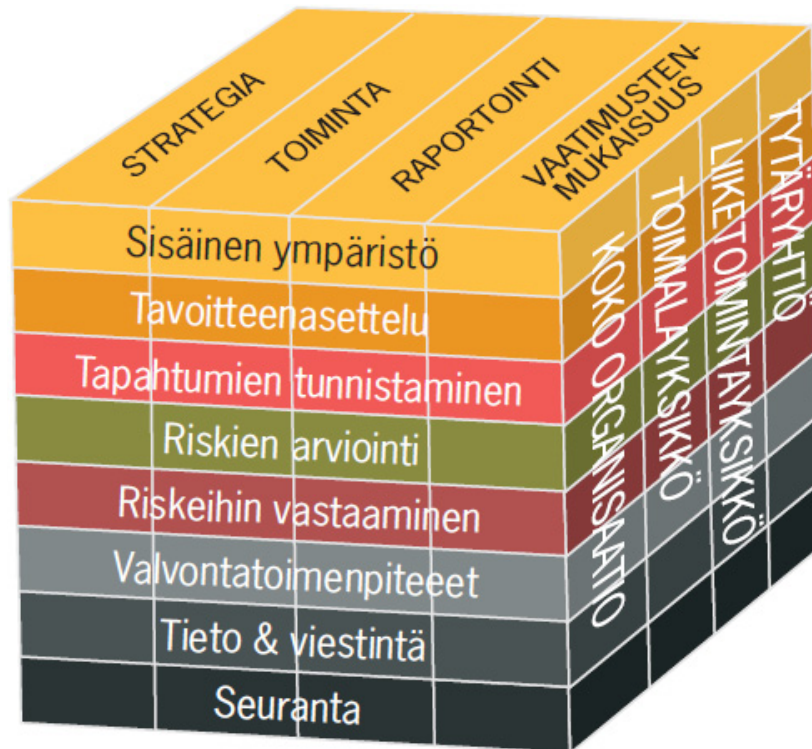 STRATEGIA
TOIMINTA
RAPORTOINTI
VAATIMUSTEN-
MUKAISUUS
Sisäinen ympäristö
Tavoitteenasettelu
Tapahtumien tunnistaminen
Riskien arviointi
Riskeihin vastaaminen
Valvontatoimenpiteeet
Tieto & viestintä
Seuranta
KOKO ORGANISAATIO
TOIMIALAYKSIKKÖ
LIIKETOIMINTAYKSIKKÖ
TYTÄRYHTIÖ